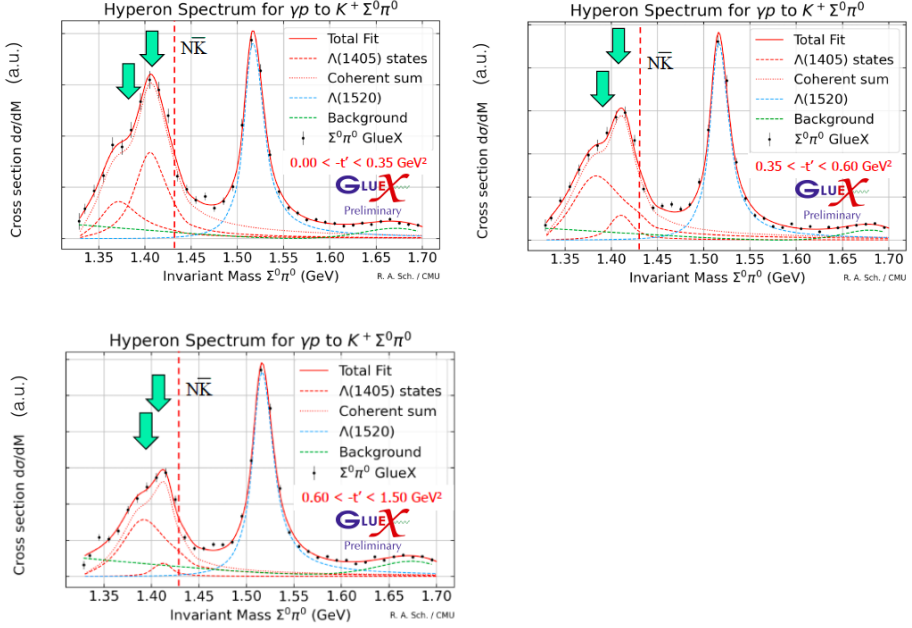 Hyperon Spectrum for γp to K⁺Σ⁰π⁰
NK̅
Cross section dσ/dM (a.u.)
Total Fit
Λ(1405) states
Coherent sum
Λ(1520)
Background
Σ⁰π⁰ GlueX
0.00 < -t′ < 0.35 GeV²
GLUEX
Preliminary
1.35 1.40 1.45 1.50 1.55 1.60 1.65 1.70
Invariant Mass Σ⁰π⁰ (GeV)
R. A. Sch. / CMU
Hyperon Spectrum for γp to K⁺Σ⁰π⁰
NK̅
Cross section dσ/dM (a.u.)
Total Fit
Λ(1405) states
Coherent sum
Λ(1520)
Background
Σ⁰π⁰ GlueX
0.35 < -t′ < 0.60 GeV²
GLUEX
Preliminary
1.35 1.40 1.45 1.50 1.55 1.60 1.65 1.70
Invariant Mass Σ⁰π⁰ (GeV)
R. A. Sch. / CMU
Hyperon Spectrum for γp to K⁺Σ⁰π⁰
NK̅
Cross section dσ/dM (a.u.)
Total Fit
Λ(1405) states
Coherent sum
Λ(1520)
Background
Σ⁰π⁰ GlueX
0.60 < -t′ < 1.50 GeV²
GLUEX
Preliminary
1.35 1.40 1.45 1.50 1.55 1.60 1.65 1.70
Invariant Mass Σ⁰π⁰ (GeV)
R. A. Sch. / CMU